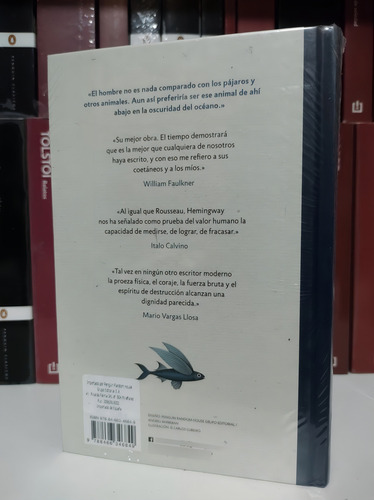 «El hombre no es nada comparado con los pájaros y
otros animales. Aun así preferiría ser ese animal de ahí
abajo en la oscuridad del océano.»
«Su mejor obra. El tiempo demostrará
que es la mejor que cualquiera de nosotros
haya escrito, y con eso me refiero a sus
coetáneos y a los míos.»
William Faulkner
«Al igual que Rousseau, Hemingway
nos ha señalado como prueba del valor humano la
capacidad de medirse, de lograr, de fracasar.»
Italo Calvino
«Tal vez en ningún otro escritor moderno
la proeza física, el coraje, la fuerza bruta y el
espíritu de destrucción alcanzan una
dignidad parecida.»
Mario Vargas Llosa
TOLSTOI